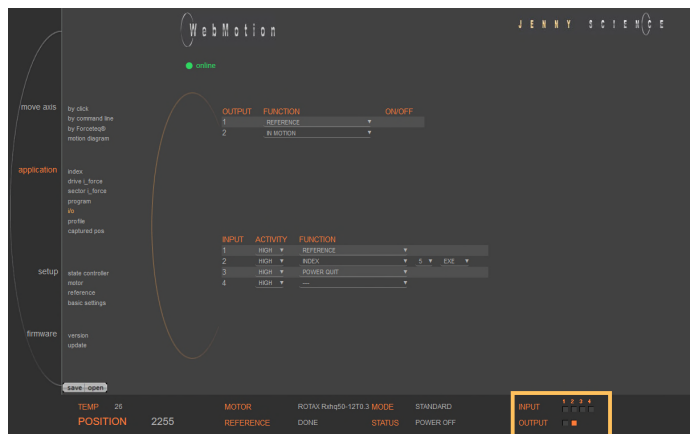 WebMotion
JENNY SCIENCE
online
move axis
by click
by command line
by Forceteq®
motion diagram
OUTPUT FUNCTION ON/OFF
1 REFERENCE
2 IN MOTION
application
index
drive i_force
sector i_force
program
i/o
profile
captured pos
INPUT ACTIVITY FUNCTION
1 HIGH REFERENCE
2 HIGH INDEX 5 EXE
3 HIGH POWER QUIT
4 HIGH ---
setup
state controller
motor
reference
basic settings
firmware
version
update
save open
TEMP 26 MOTOR ROTAX Rxhq50-12T0.3 MODE STANDARD
POSITION 2255 REFERENCE DONE STATUS POWER OFF
1 2 3 4
INPUT
OUTPUT